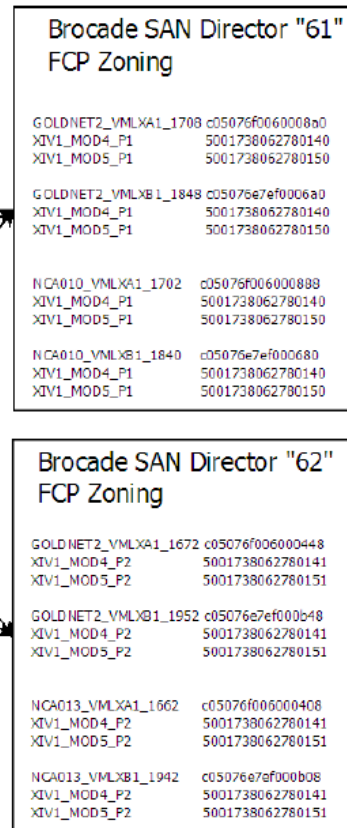 Brocade SAN Director "61"
FCP Zoning
GOLDNET2_VMLXA1_1708 c05076f0060008a0
XIV1_MOD4_P1 5001738062780140
XIV1_MOD5_P1 5001738062780150
GOLDNET2_VMLXB1_1848 c05076e7ef0006a0
XIV1_MOD4_P1 5001738062780140
XIV1_MOD5_P1 5001738062780150
NCA010_VMLXA1_1702 c05076f006000888
XIV1_MOD4_P1 5001738062780140
XIV1_MOD5_P1 5001738062780150
NCA010_VMLXB1_1840 c05076e7ef000680
XIV1_MOD4_P1 5001738062780140
XIV1_MOD5_P1 5001738062780150
Brocade SAN Director "62"
FCP Zoning
GOLDNET2_VMLXA1_1672 c05076f006000448
XIV1_MOD4_P2 5001738062780141
XIV1_MOD5_P2 5001738062780151
GOLDNET2_VMLXB1_1952 c05076e7ef000b48
XIV1_MOD4_P2 5001738062780141
XIV1_MOD5_P2 5001738062780151
NCA013_VMLXA1_1662 c05076f006000408
XIV1_MOD4_P2 5001738062780141
XIV1_MOD5_P2 5001738062780151
NCA013_VMLXB1_1942 c05076e7ef000b08
XIV1_MOD4_P2 5001738062780141
XIV1_MOD5_P2 5001738062780151